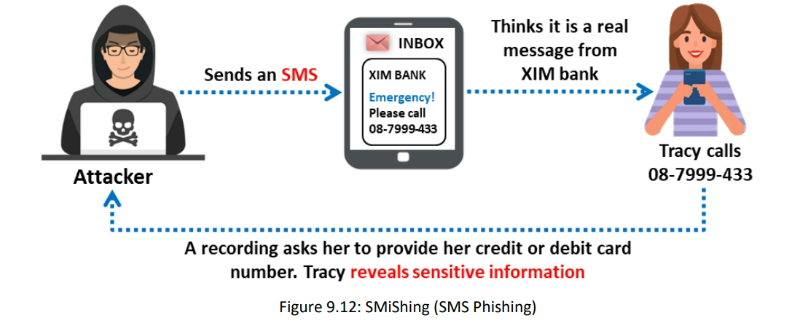 Sends an SMS
INBOX
XIM BANK
Emergency!
Please call
08-7999-433
Thinks it is a real
message from
XIM bank
Attacker
Tracy calls
08-7999-433
A recording asks her to provide her credit or debit card
number. Tracy reveals sensitive information
Figure 9.12: SMiShing (SMS Phishing)